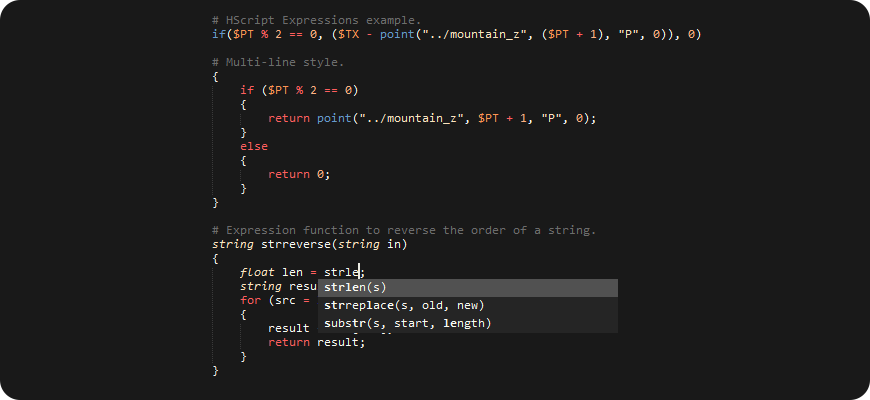 # HScript Expressions example.
if($PT % 2 == 0, ($TX - point("../mountain_z", ($PT + 1), "P", 0)), 0)
# Multi-line style.
{
if ($PT % 2 == 0)
{
return point("../mountain_z", $PT + 1, "P", 0);
}
else
{
return 0;
}
}
# Expression function to reverse the order of a string.
string strreverse(string in)
{
float len = strle;
string resu
strlen(s)
for (src =
strreplace(s, old, new)
{
substr(s, start, length)
result
return result;
}
}